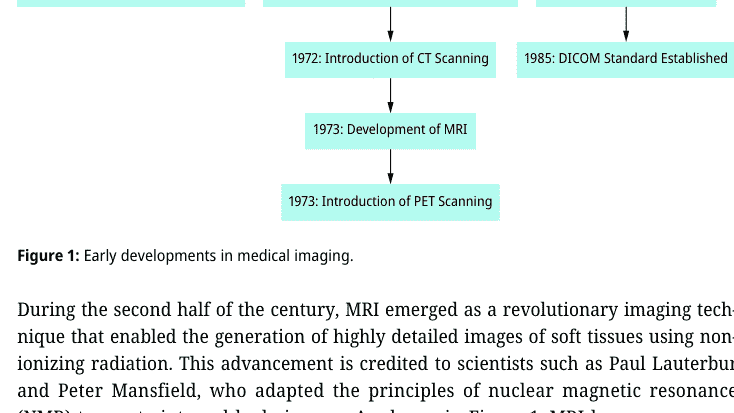 1972: Introduction of CT Scanning
1985: DICOM Standard Established
1973: Development of MRI
1973: Introduction of PET Scanning
Figure 1: Early developments in medical imaging.
During the second half of the century, MRI emerged as a revolutionary imaging tech-
nique that enabled the generation of highly detailed images of soft tissues using non-
ionizing radiation. This advancement is credited to scientists such as Paul Lauterbur
and Peter Mansfield, who adapted the principles of nuclear magnetic resonance